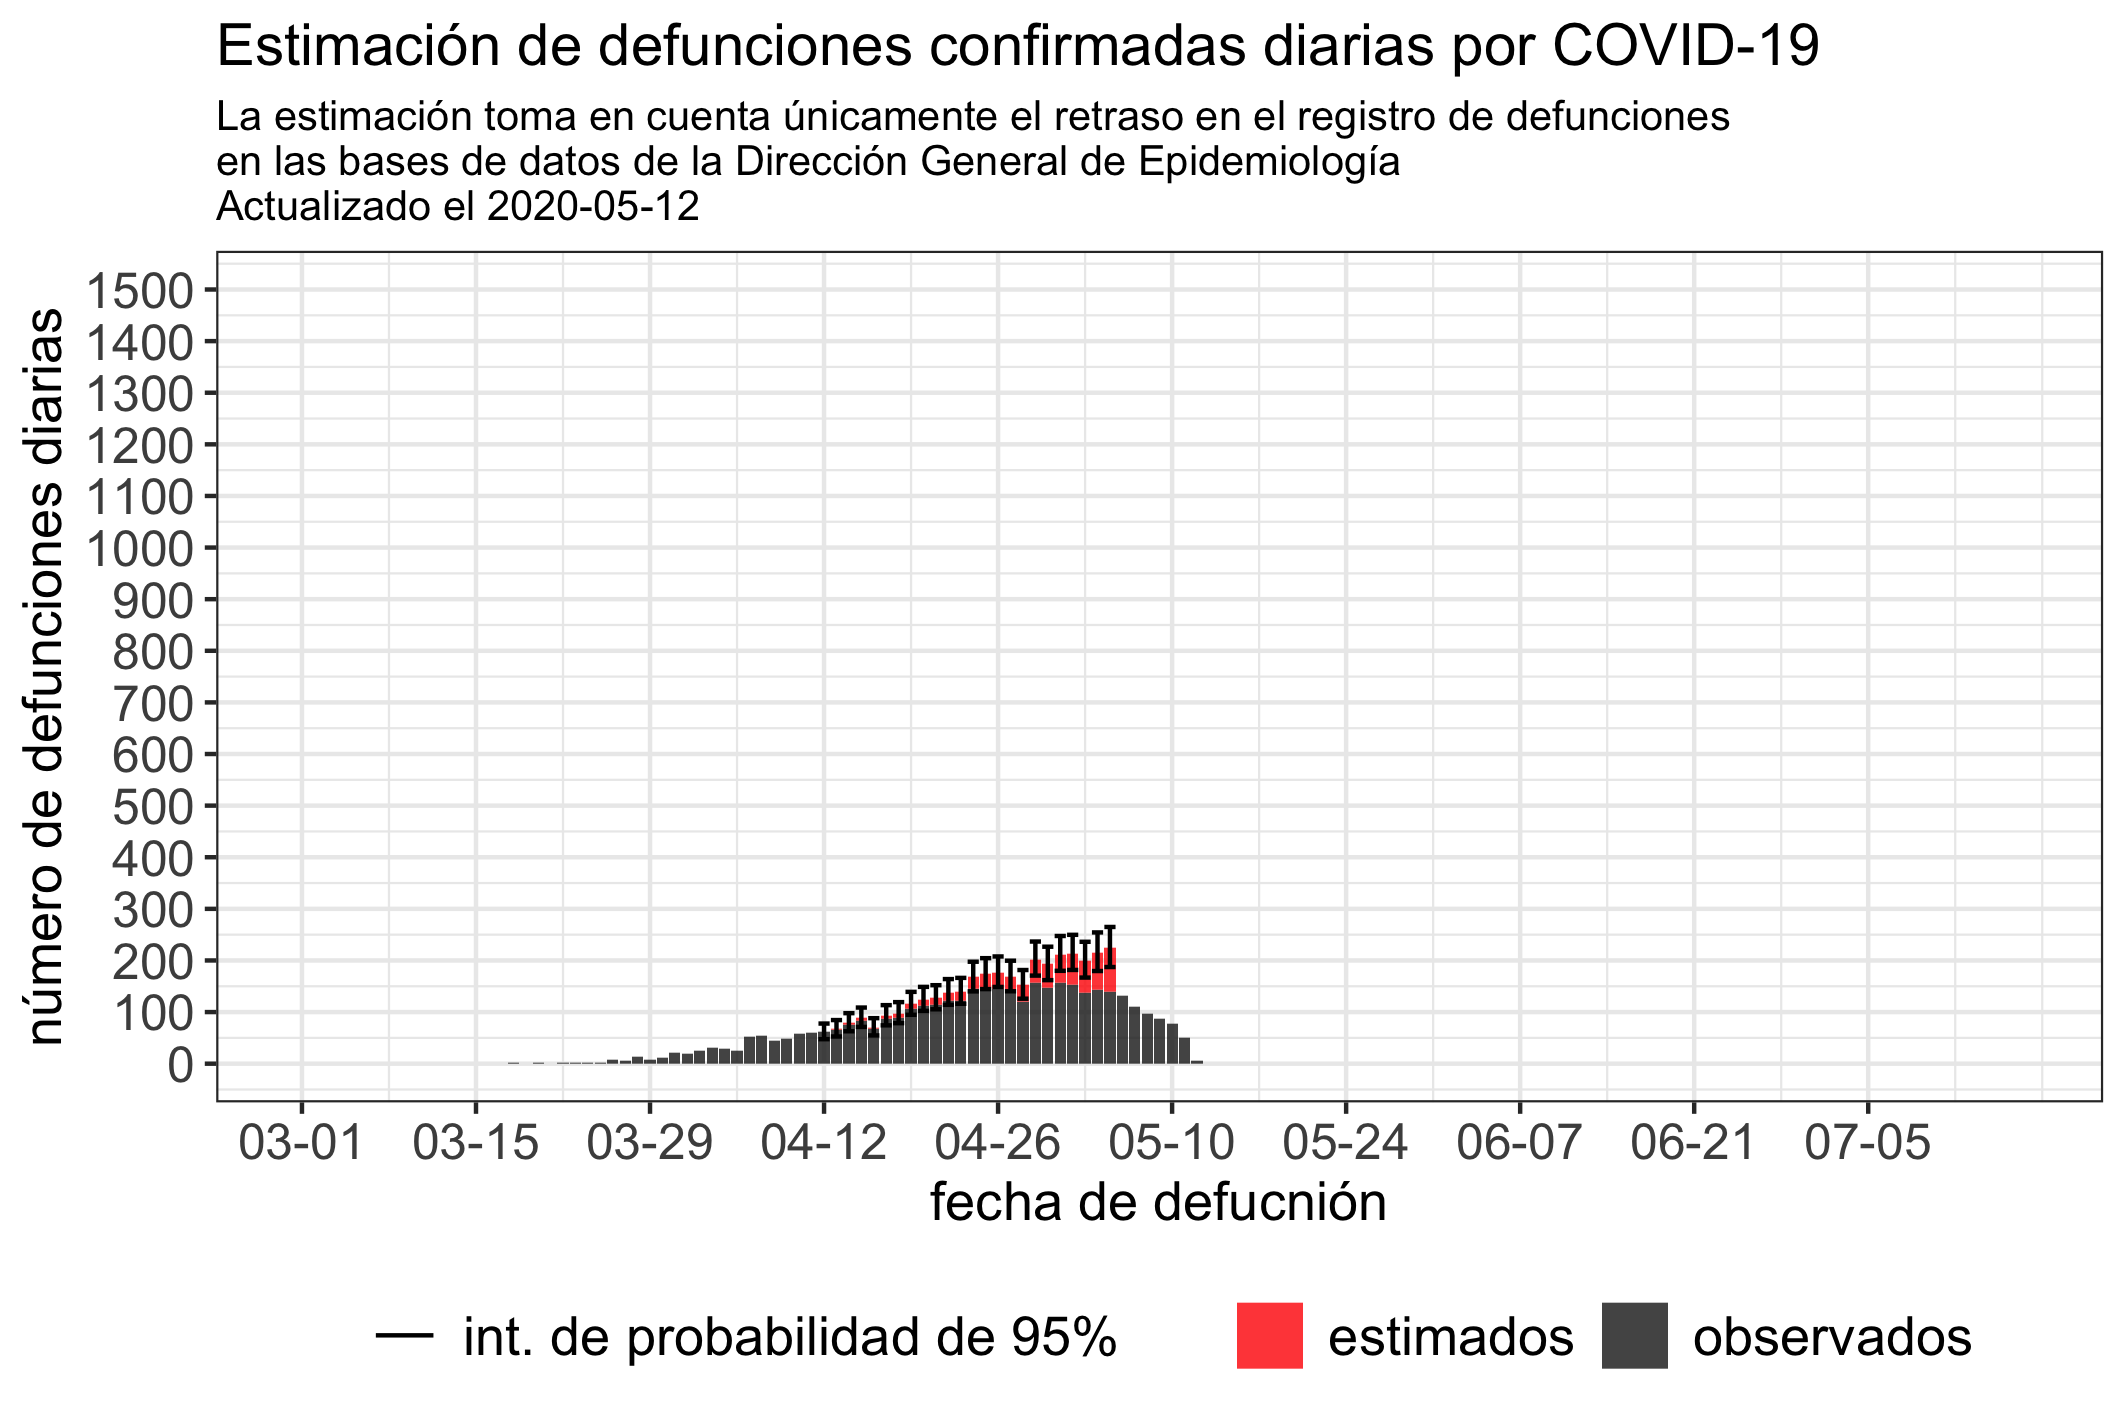 Estimación de defunciones confirmadas diarias por COVID-19
La estimación toma en cuenta únicamente el retraso en el registro de defunciones
en las bases de datos de la Dirección General de Epidemiología
Actualizado el 2020-05-12
número de defunciones diarias
1500
1400
1300
1200
1100
1000
900
800
700
600
500
400
300
200
100
0
03-01 03-15 03-29 04-12 04-26 05-10 05-24 06-07 06-21 07-05
fecha de defucnión
int. de probabilidad de 95% estimados observados